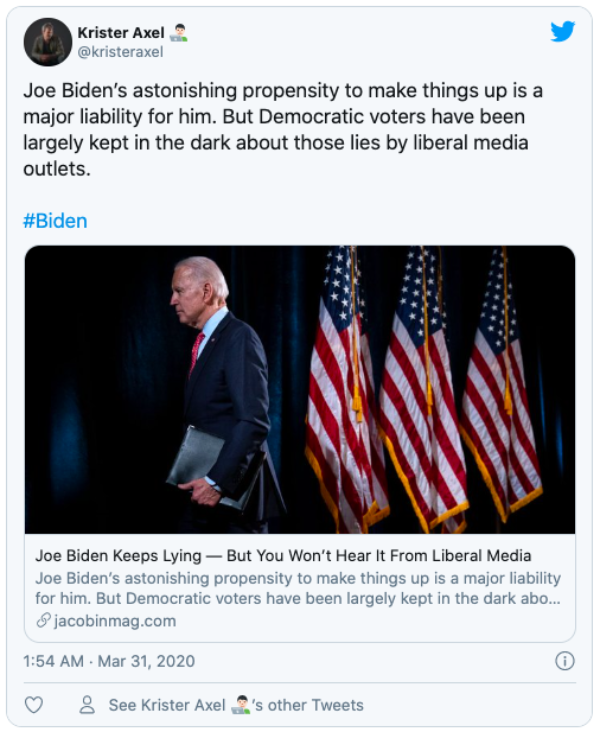 Krister Axel 👨🏻‍💻
@kristeraxel
Joe Biden’s astonishing propensity to make things up is a
major liability for him. But Democratic voters have been
largely kept in the dark about those lies by liberal media
outlets.
#Biden
Joe Biden Keeps Lying — But You Won’t Hear It From Liberal Media
Joe Biden’s astonishing propensity to make things up is a major liability
for him. But Democratic voters have been largely kept in the dark abo...
jacobinmag.com
1:54 AM · Mar 31, 2020
See Krister Axel 👨🏻‍💻’s other Tweets